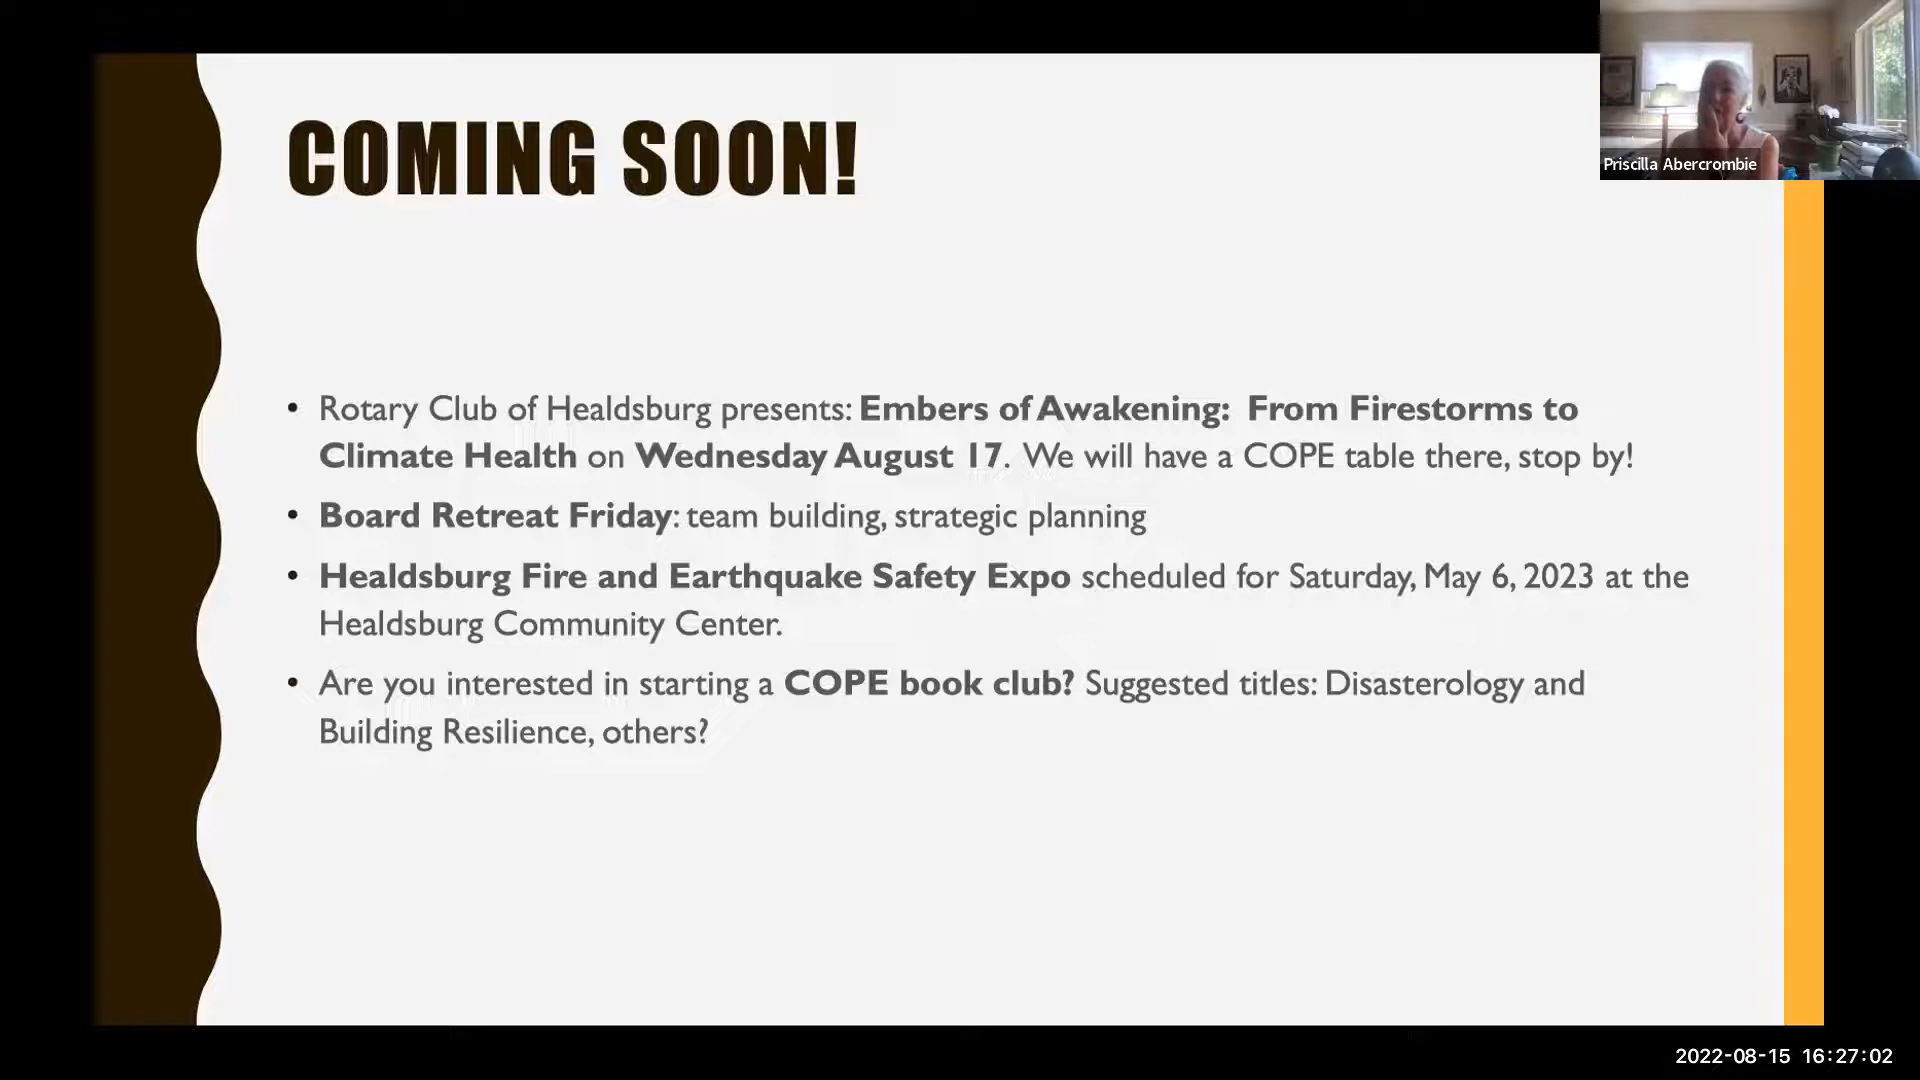 COMING SOON!
Priscilla Abercrombie
• Rotary Club of Healdsburg presents: Embers of Awakening: From Firestorms to
Climate Health on Wednesday August 17. We will have a COPE table there, stop by!
• Board Retreat Friday: team building, strategic planning
• Healdsburg Fire and Earthquake Safety Expo scheduled for Saturday, May 6, 2023 at the
Healdsburg Community Center.
• Are you interested in starting a COPE book club? Suggested titles: Disasterology and
Building Resilience, others?
2022-08-15 16:27:02